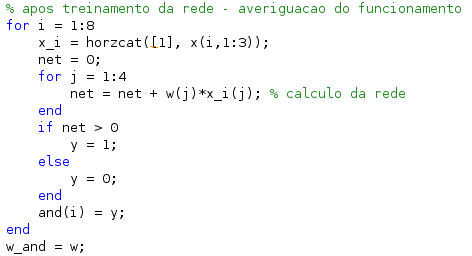 % apos treinamento da rede - averiguacao do funcionamento
for i = 1:8
    x_i = horzcat([1], x(i,1:3));
    net = 0;
    for j = 1:4
        net = net + w(j)*x_i(j); % calculo da rede
    end
    if net > 0
        y = 1;
    else
        y = 0;
    end
    and(i) = y;
end
w_and = w;